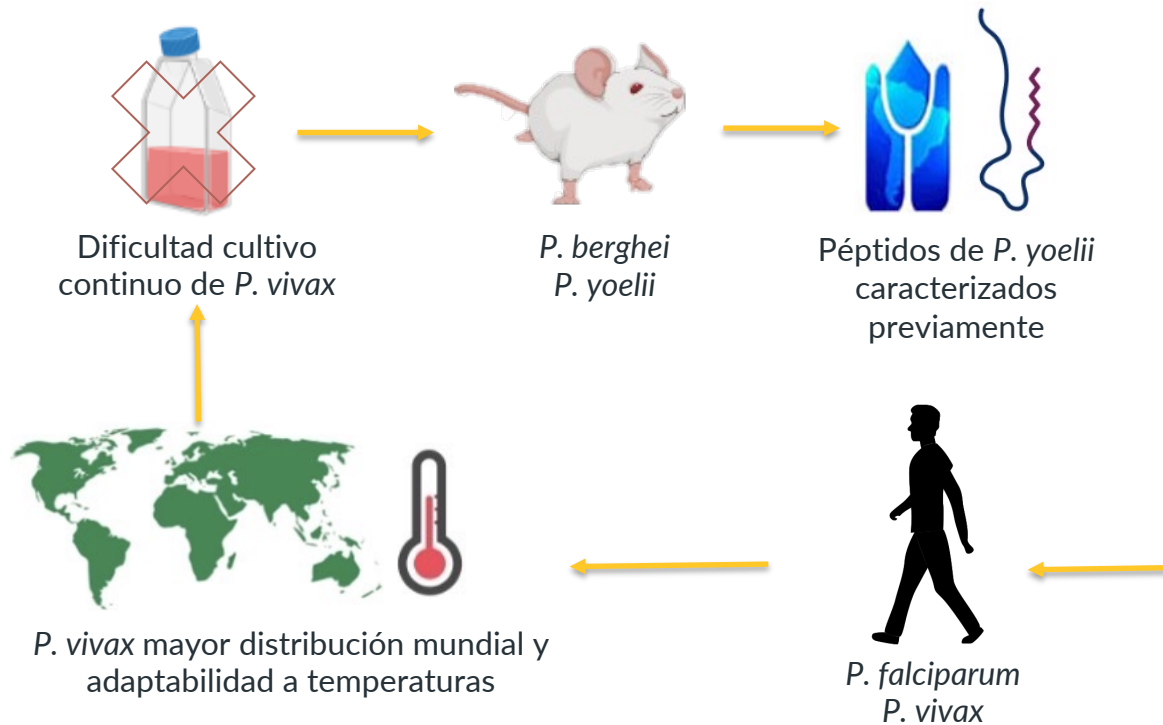 Dificultad cultivo
continuo de P. vivax
P. berghei
P. yoelii
Péptidos de P. yoelii
caracterizados
previamente
P. vivax mayor distribución mundial y
adaptabilidad a temperaturas
P. falciparum
P. vivax